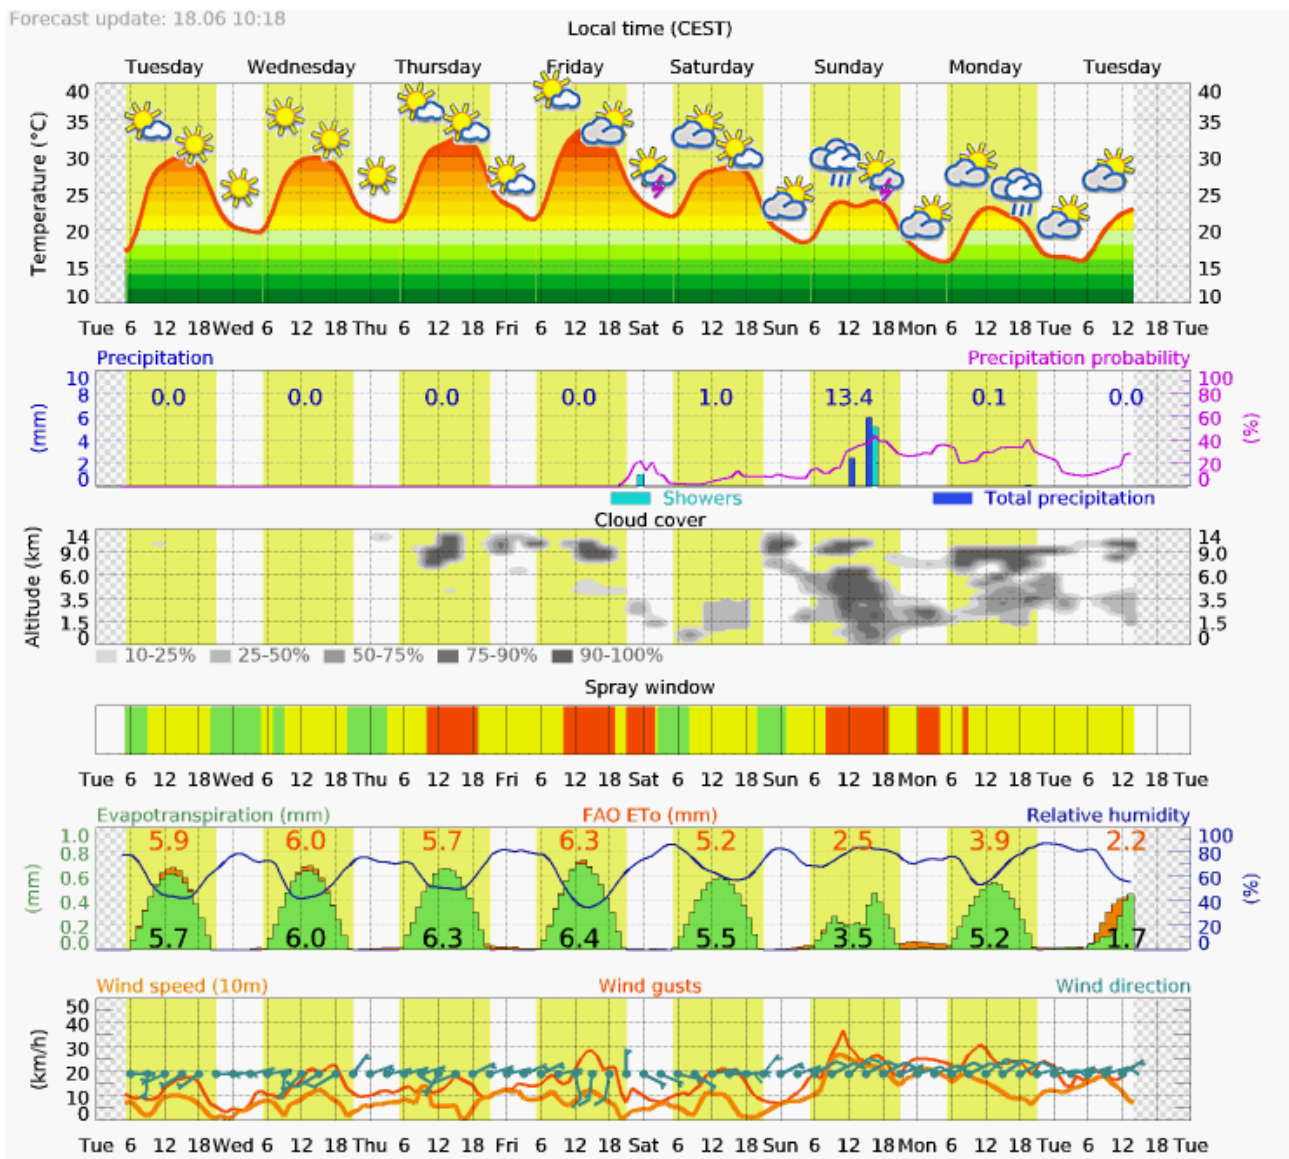 Forecast update: 18.06 10:18
Local time (CEST)
Tuesday Wednesday Thursday Friday Saturday Sunday Monday Tuesday
Temperature (°C)
40 40
35 35
30 30
25 25
20 20
15 15
10 10
Tue 6 12 18 Wed 6 12 18 Thu 6 12 18 Fri 6 12 18 Sat 6 12 18 Sun 6 12 18 Mon 6 12 18 Tue 6 12 18 Tue
Precipitation Precipitation probability
(mm) (%)
10 100
8 0.0 0.0 0.0 0.0 1.0 13.4 0.1 0.0 80
6 60
4 40
2 20
0 0
Showers Total precipitation
Cloud cover
Altitude (km)
14 14
9.0 9.0
6.0 6.0
3.5 3.5
1.5 1.5
0 0
10-25% 25-50% 50-75% 75-90% 90-100%
Spray window
Tue 6 12 18 Wed 6 12 18 Thu 6 12 18 Fri 6 12 18 Sat 6 12 18 Sun 6 12 18 Mon 6 12 18 Tue 6 12 18 Tue
Evapotranspiration (mm) FAO ETo (mm) Relative humidity
(mm) (%)
1.0 5.9 6.0 5.7 6.3 5.2 2.5 3.9 2.2 100
0.8 80
0.6 60
0.4 40
0.2 20
0.0 5.7 6.0 6.3 6.4 5.5 3.5 5.2 1.7 0
Wind speed (10m) Wind gusts Wind direction
(km/h)
50
40
30
20
10
0
Tue 6 12 18 Wed 6 12 18 Thu 6 12 18 Fri 6 12 18 Sat 6 12 18 Sun 6 12 18 Mon 6 12 18 Tue 6 12 18 Tue